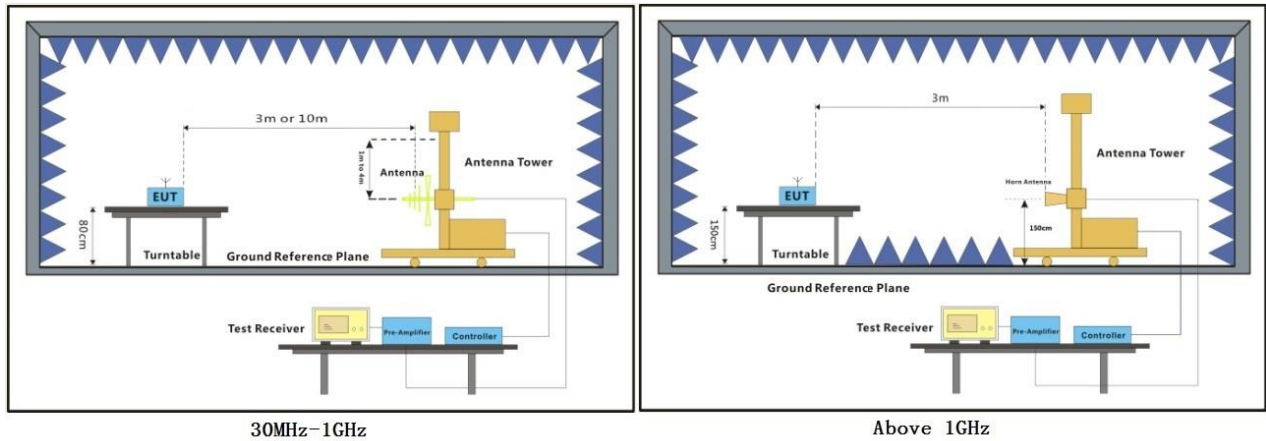 3m or 10m
1m to 4m
Antenna
Antenna Tower
EUT
80cm
Turntable
Ground Reference Plane
Test Receiver
Pre-Amplifier
Controller
30MHz-1GHz
3m
Horn Antenna
Antenna Tower
EUT
150cm
150cm
Turntable
Ground Reference Plane
Test Receiver
Pre-Amplifier
Controller
Above 1GHz